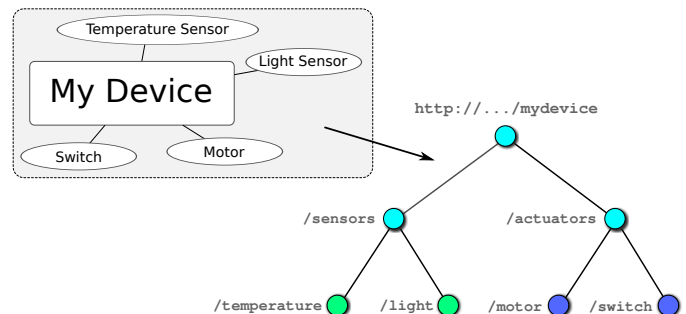 Temperature Sensor
Light Sensor
My Device
Switch
Motor
http://.../mydevice
/sensors
/actuators
/temperature
/light
/motor
/switch